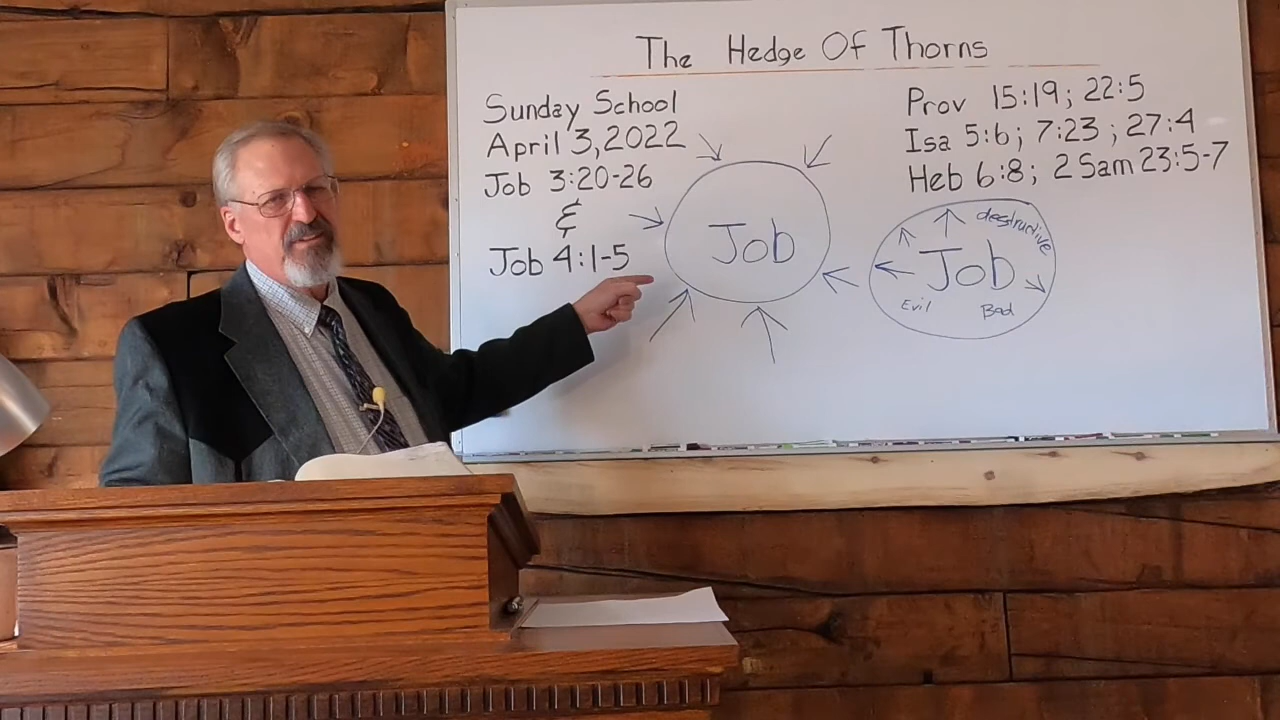 The Hedge Of Thorns
Sunday School
April 3, 2022
Job 3:20-26
&
Job 4:1-5
Prov 15:19; 22:5
Isa 5:6; 7:23; 27:4
Heb 6:8; 2 Sam 23:5-7
Job
destructive
Job
Evil
Bad